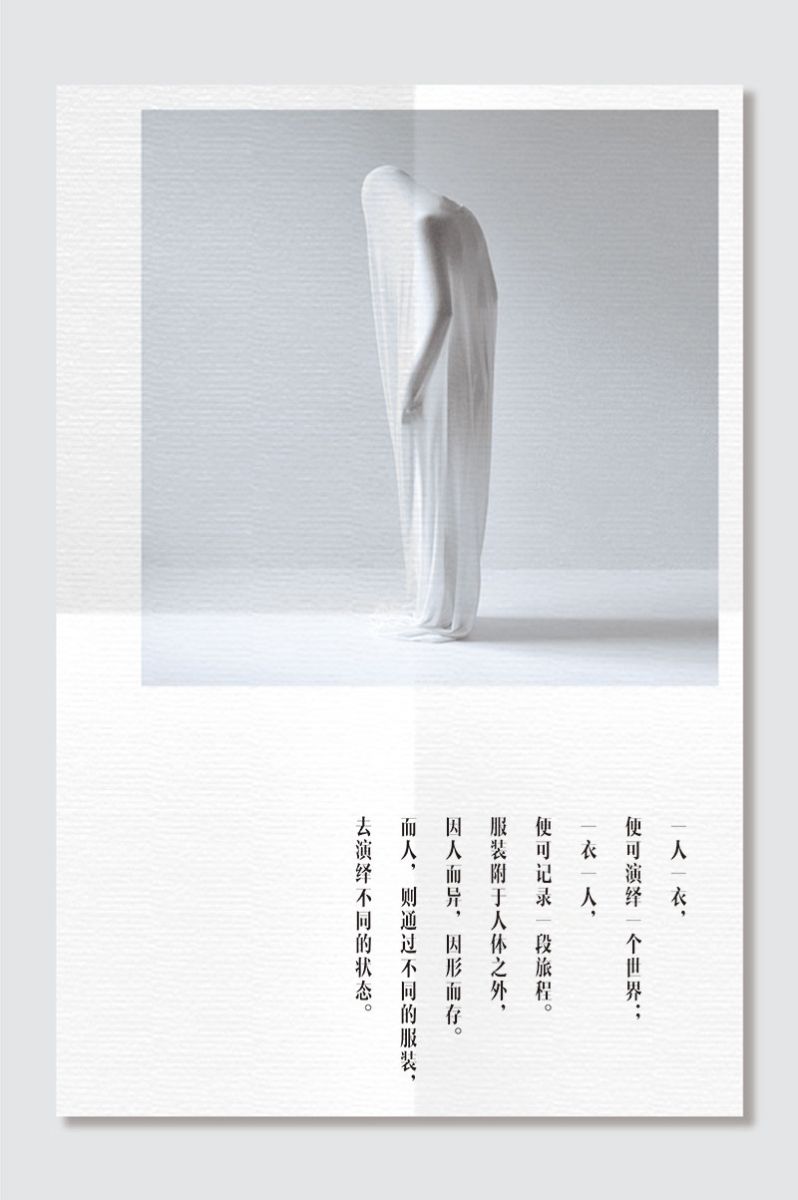 一人一衣，
便可演绎一个世界；
一衣一人，
便可记录一段旅程。
服装附于人体之外，
因人而异，因形而存。
而人，则通过不同的服装，
去演绎不同的状态。